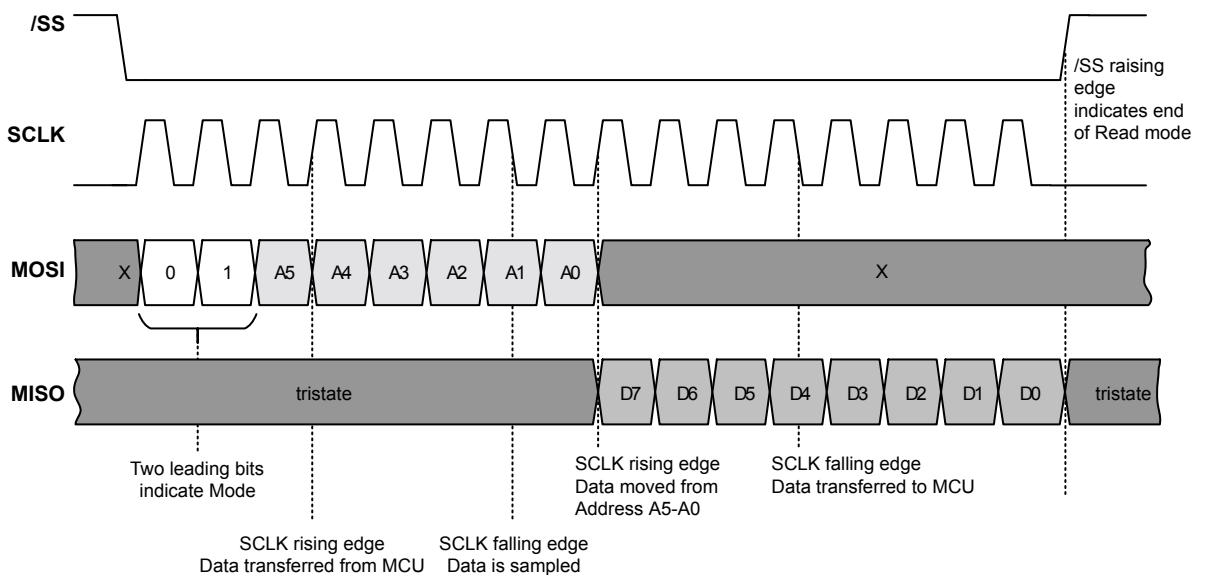 /SS
/SS raising
edge
indicates end
of Read mode
SCLK
MOSI
X 0 1 A5 A4 A3 A2 A1 A0 X
MISO
tristate D7 D6 D5 D4 D3 D2 D1 D0 tristate
Two leading bits
indicate Mode
SCLK rising edge
Data moved from
Address A5-A0
SCLK falling edge
Data transferred to MCU
SCLK rising edge
Data transferred from MCU
SCLK falling edge
Data is sampled